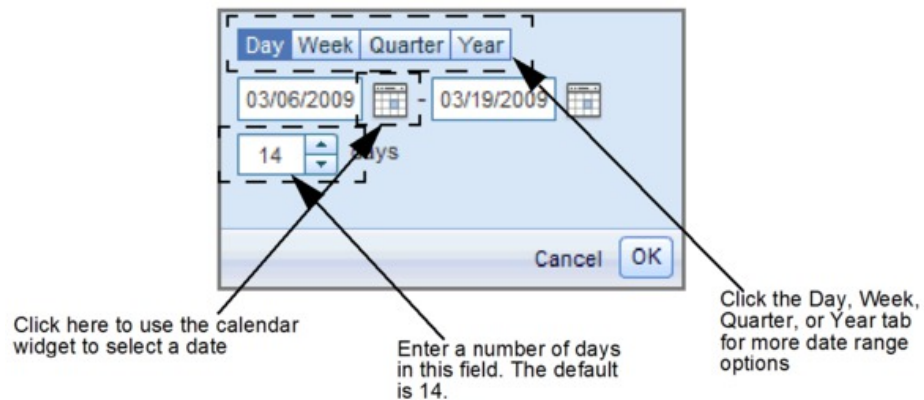 Day Week Quarter Year
03/06/2009 - 03/19/2009
14 days
Cancel OK
Click here to use the calendar
widget to select a date
Enter a number of days
in this field. The default
is 14.
Click the Day, Week,
Quarter, or Year tab
for more date range
options